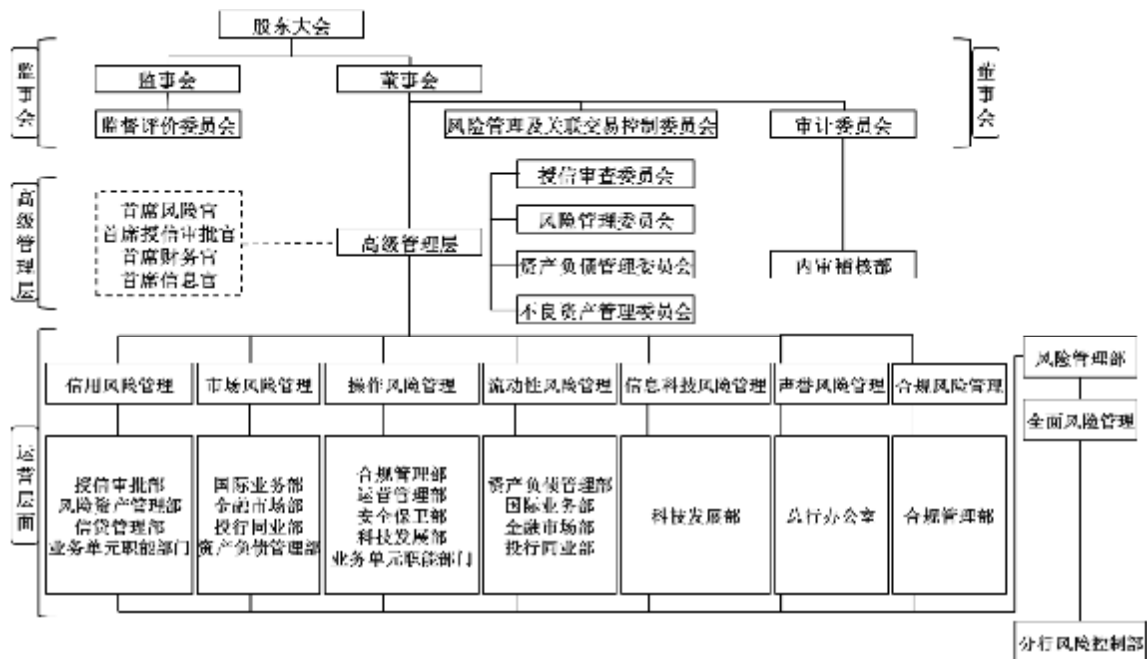 股东大会
监事会
董事会
监事会
董事会
监督评价委员会
风险管理及关联交易控制委员会
审计委员会
高级管理层
首席风险官
首席授信审批官
首席财务官
首席信息官
高级管理层
授信审查委员会
风险管理委员会
资产负债管理委员会
不良资产管理委员会
内审稽核部
运营层面
信用风险管理
市场风险管理
操作风险管理
流动性风险管理
信息科技风险管理
声誉风险管理
合规风险管理
风险管理部
全面风险管理
授信审批部
风险资产管理部
信贷管理部
业务单元职能部门
国际业务部
金融市场部
投行同业部
资产负债管理部
合规管理部
运营管理部
安全保卫部
科技发展部
业务单元职能部门
资产负债管理部
国际业务部
金融市场部
投行同业部
科技发展部
总行办公室
合规管理部
分行风险控制部